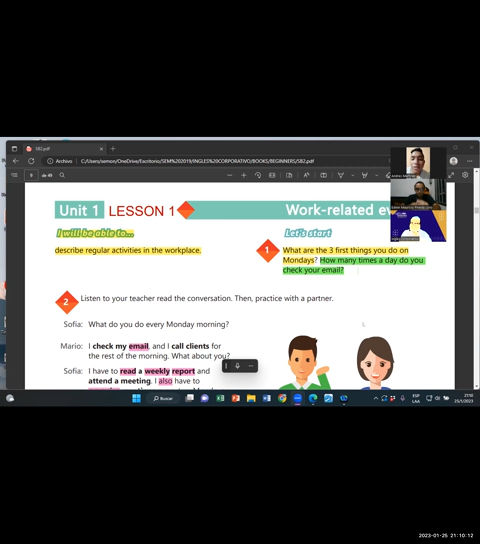 SB2.pdf
Archivo
C:/Users/semon/OneDrive/Escritorio/SEM%202019/INGLES%20CORPORATIVO/BOOKS/BEGINNERS/SB2.pdf
9
de 49
Unit 1 LESSON 1
Work-related ev
I will be able to...
Let's start
describe regular activities in the workplace.
1
What are the 3 first things you do on
Mondays? How many times a day do you
check your email?
2
Listen to your teacher read the conversation. Then, practice with a partner.
Sofia: What do you do every Monday morning?
Mario: I check my email, and I call clients for
the rest of the morning. What about you?
Sofia: I have to read a weekly report and
attend a meeting. I also have to
Buscar
ESP
LAA
21:10
25/1/2023
2023-01-25 21:10:12